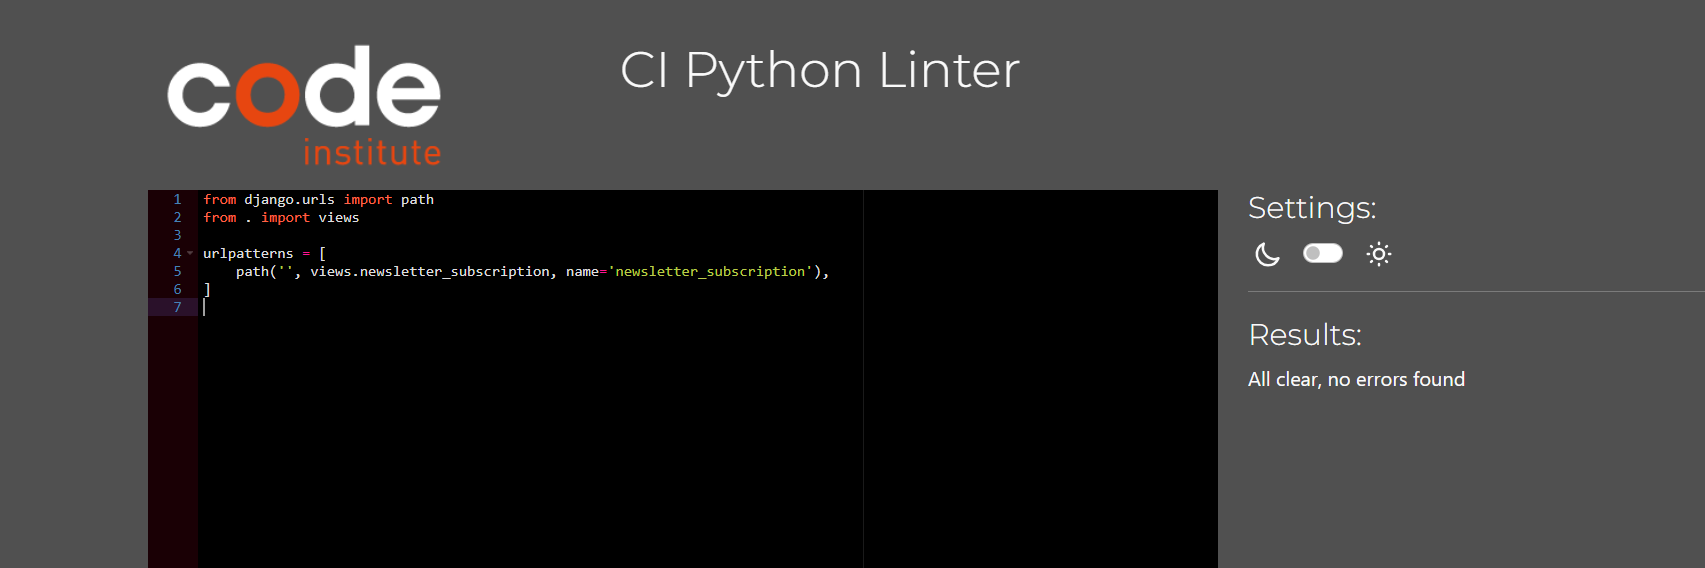 code
institute
CI Python Linter
1 from django.urls import path
2 from . import views
3
4 urlpatterns = [
5     path('', views.newsletter_subscription, name='newsletter_subscription'),
6 ]
7
Settings:
Results:
All clear, no errors found